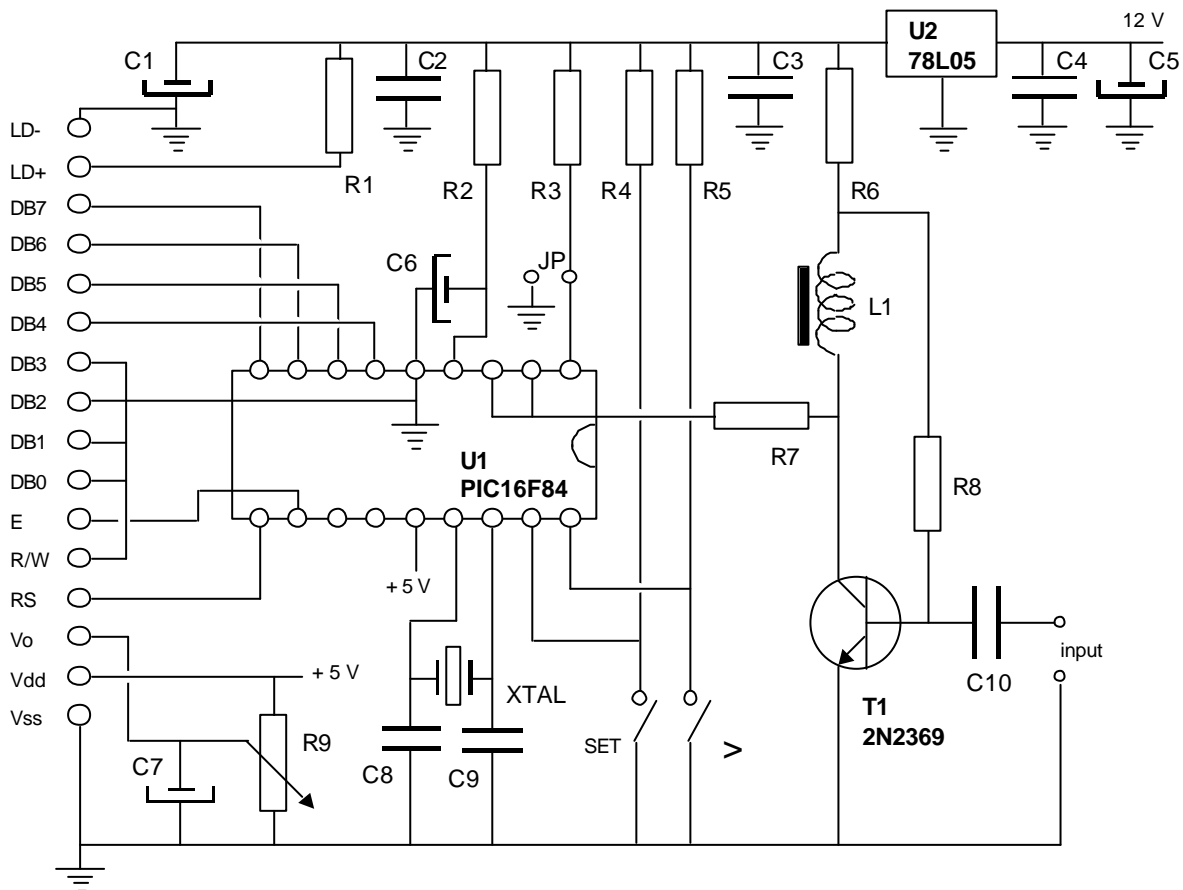 12 V
U2
78L05
C1
C2
C3
C4
C5
LD-
LD+
R1
R2
R3
R4
R5
R6
DB7
DB6
DB5
DB4
DB3
DB2
DB1
DB0
E
R/W
RS
Vo
Vdd
Vss
C6
JP
L1
R7
R8
U1
PIC16F84
+ 5 V
+ 5 V
XTAL
C10
input
T1
2N2369
SET
>
R9
C7
C8
C9